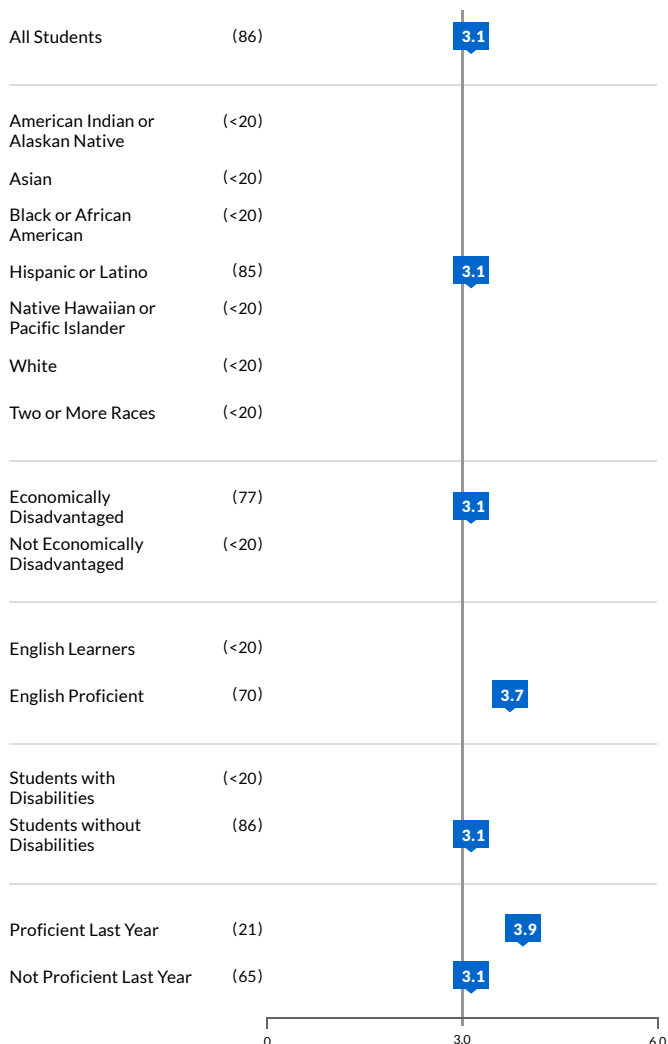 All Students (86) 3.1
American Indian or (<20)
Alaskan Native
Asian (<20)
Black or African (<20)
American
Hispanic or Latino (85) 3.1
Native Hawaiian or (<20)
Pacific Islander
White (<20)
Two or More Races (<20)
Economically (77) 3.1
Disadvantaged
Not Economically (<20)
Disadvantaged
English Learners (<20)
English Proficient (70) 3.7
Students with (<20)
Disabilities
Students without (86) 3.1
Disabilities
Proficient Last Year (21) 3.9
Not Proficient Last Year (65) 3.1
0 3.0 6.0